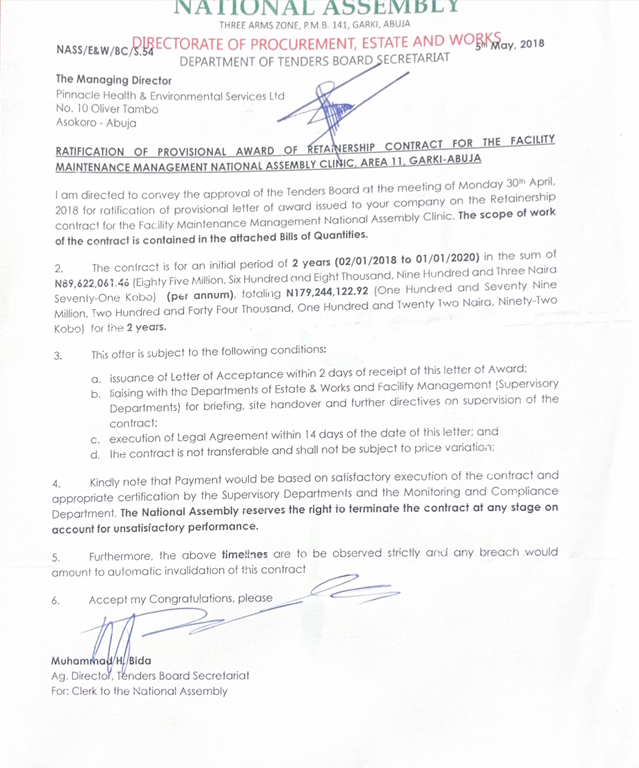 NATIONAL ASSEMBLY
THREE ARMS ZONE, P.M.B. 141, GARKI, ABUJA
DIRECTORATE OF PROCUREMENT, ESTATE AND WORKS
NASS/E&W/BC/S.54
5th May, 2018
DEPARTMENT OF TENDERS BOARD SECRETARIAT
The Managing Director
Pinnacle Health & Environmental Services Ltd
No. 10 Oliver Tambo
Asokoro - Abuja
RATIFICATION OF PROVISIONAL AWARD OF RETAINERSHIP CONTRACT FOR THE FACILITY
MAINTENANCE MANAGEMENT NATIONAL ASSEMBLY CLINIC, AREA 11, GARKI-ABUJA
I am directed to convey the approval of the Tenders Board at the meeting of Monday 30th April,
2018 for ratification of provisional letter of award issued to your company on the Retainership
contract for the Facility Maintenance Management National Assembly Clinic. The scope of work
of the contract is contained in the attached Bills of Quantities.
2. The contract is for an initial period of 2 years (02/01/2018 to 01/01/2020) in the sum of
N89,622,061.46 (Eighty Five Million, Six Hundred and Eight Thousand, Nine Hundred and Three Naira
Seventy-One Kobo) (per annum), totaling N179,244,122.92 (One Hundred and Seventy Nine
Million, Two Hundred and Forty Four Thousand, One Hundred and Twenty Two Naira, Ninety-Two
Kobo) for the 2 years.
3. This offer is subject to the following conditions:
a. issuance of Letter of Acceptance within 2 days of receipt of this letter of Award;
b. liaising with the Departments of Estate & Works and Facility Management (Supervisory
Departments) for briefing, site handover and further directives on supervision of the
contract;
c. execution of Legal Agreement within 14 days of the date of this letter; and
d. the contract is not transferable and shall not be subject to price variation;
4. Kindly note that Payment would be based on satisfactory execution of the contract and
appropriate certification by the Supervisory Departments and the Monitoring and Compliance
Department. The National Assembly reserves the right to terminate the contract at any stage on
account for unsatisfactory performance.
5. Furthermore, the above timelines are to be observed strictly and any breach would
amount to automatic invalidation of this contract
6. Accept my Congratulations, please
Muhammad H. Bida
Ag. Director, Tenders Board Secretariat
For: Clerk to the National Assembly